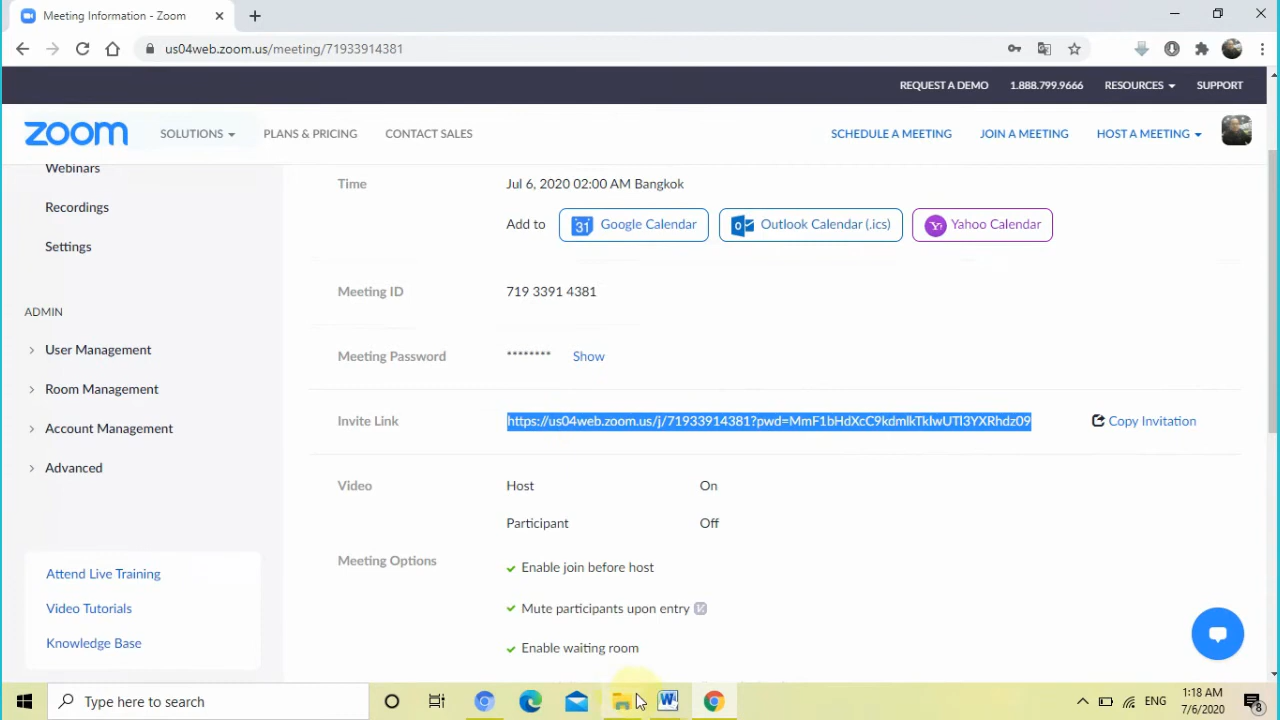 Meeting Information - Zoom
us04web.zoom.us/meeting/71933914381
REQUEST A DEMO 1.888.799.9666 RESOURCES SUPPORT
zoom SOLUTIONS PLANS & PRICING CONTACT SALES SCHEDULE A MEETING JOIN A MEETING HOST A MEETING
Webinars
Recordings
Settings
ADMIN
User Management
Room Management
Account Management
Advanced
Attend Live Training
Video Tutorials
Knowledge Base
Time Jul 6, 2020 02:00 AM Bangkok
Add to 31 Google Calendar Outlook Calendar (.ics) Yahoo Calendar
Meeting ID 719 3391 4381
Meeting Password ******** Show
Invite Link https://us04web.zoom.us/j/71933914381?pwd=MmF1bHdXcC9kdmlkTklwUTl3YXRhdz09 Copy Invitation
Video Host On
Participant Off
Meeting Options Enable join before host
Mute participants upon entry
Enable waiting room
Type here to search ENG 1:18 AM
7/6/2020 8